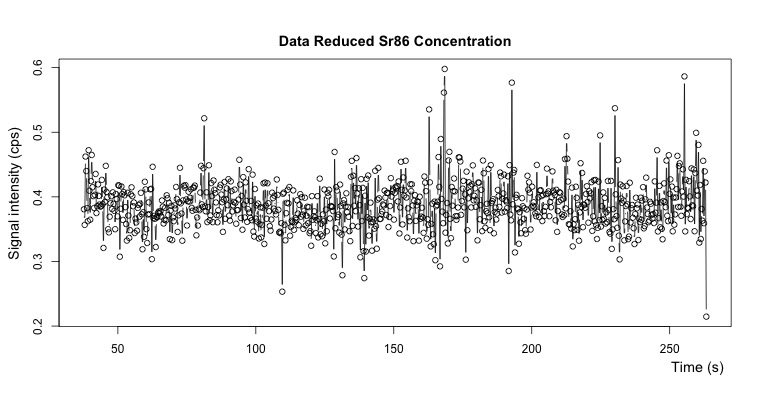 Data Reduced Sr86 Concentration
Signal intensity (cps)
0.6
0.5
0.4
0.3
0.2
50 100 150 200 250
Time (s)